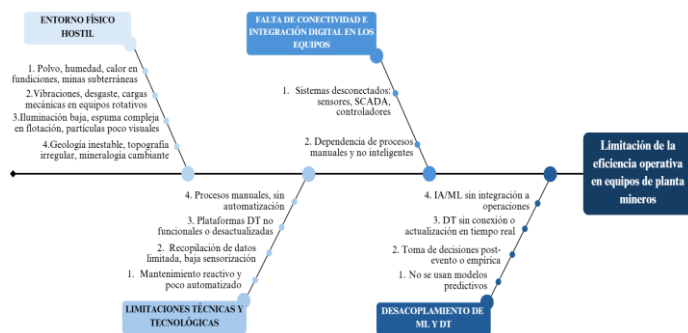 ENTORNO FÍSICO
HOSTIL
1. Polvo, humedad, calor en
fundiciones, minas subterráneas
2.Vibraciones, desgaste, cargas
mecánicas en equipos rotativos
3.Iluminación baja, espuma compleja
en flotación, partículas poco visuales
4.Geología inestable, topografía
irregular, mineralogía cambiante
FALTA DE CONECTIVIDAD E
INTEGRACIÓN DIGITAL EN LOS
EQUIPOS
1. Sistemas desconectados:
sensores, SCADA,
controladores
2. Dependencia de procesos
manuales y no inteligentes
Limitación de la
eficiencia operativa
en equipos de planta
mineros
4. Procesos manuales, sin
automatización
3. Plataformas DT no
funcionales o desactualizadas
2. Recopilación de datos
limitada, baja sensorización
1. Mantenimiento reactivo y
poco automatizado
LIMITACIONES TÉCNICAS Y
TECNOLÓGICAS
4. IA/ML sin integración a
operaciones
3. DT sin conexión o
actualización en tiempo real
2. Toma de decisiones post-
evento o empírica
1. No se usan modelos
predictivos
DESACOPLAMIENTO DE
ML Y DT